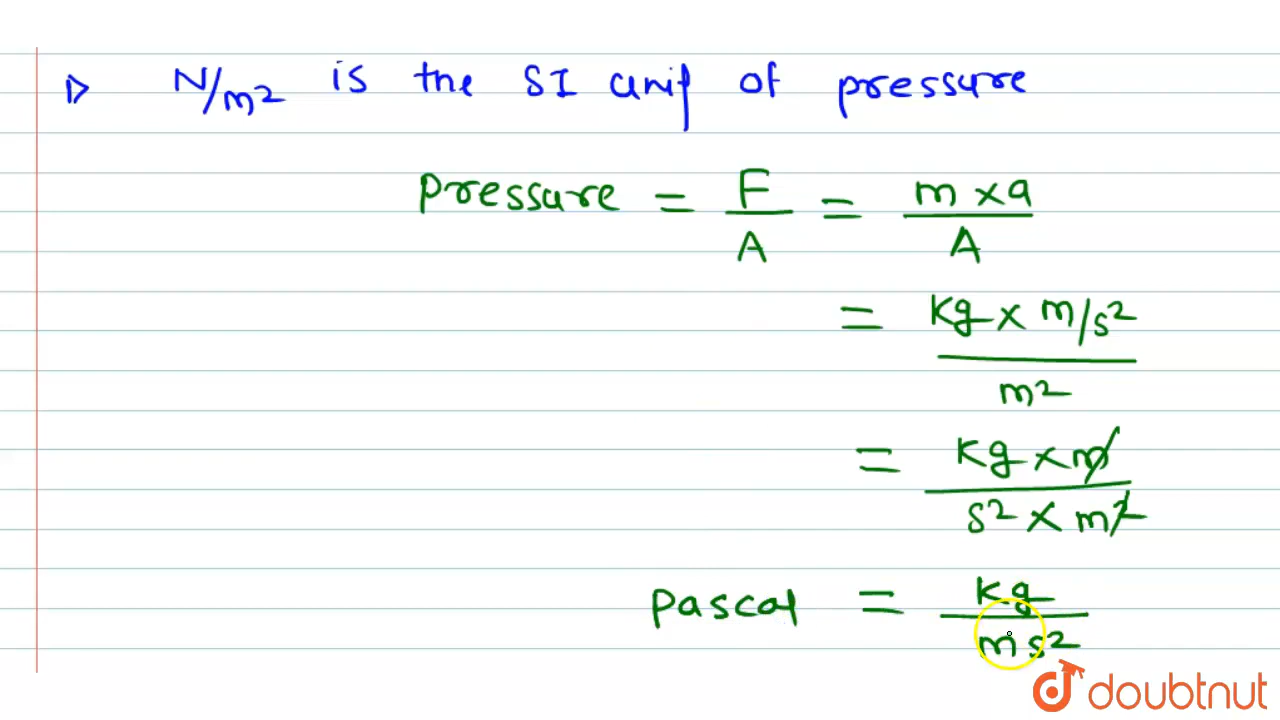 ▷ N/m2 is the SI unit of pressure
Pressure = F/A = m x a/A
= Kg x m/s2/m2
= Kg x m/s2 x m2
Pascal = Kg/m s2
doubtnut